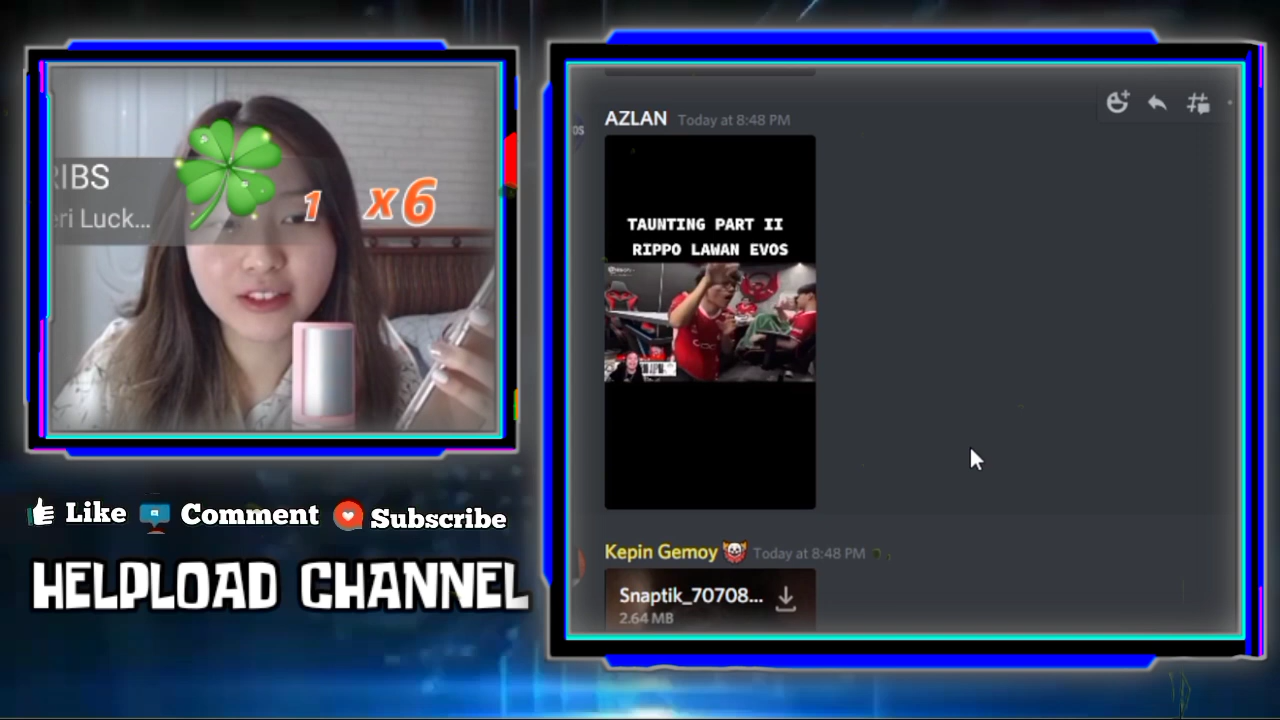 RIBS
eri Luck...
1 x6
Like Comment Subscribe
HELPLOAD CHANNEL
AZLAN Today at 8:48 PM
TAUNTING PART II
RIPPO LAWAN EVOS
Kepin Gemoy Today at 8:48 PM
Snaptik_70708...
2.64 MB